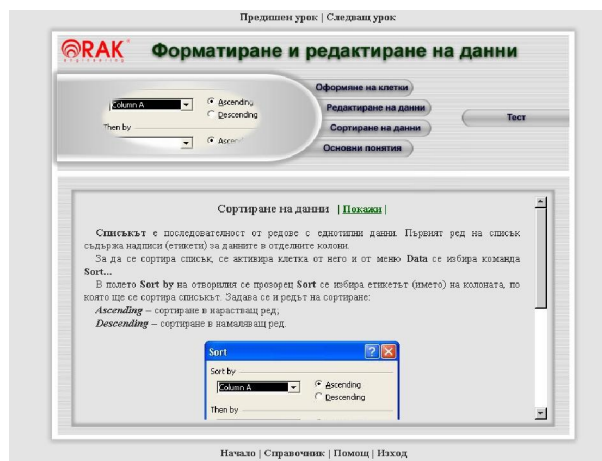 Предишен урок | Следващ урок
RAK
engineering
Форматиране и редактиране на данни
Column A
Ascending
Descending
Then by
Оформяне на клетки
Редактиране на данни
Сортиране на данни
Основни понятия
Тест
Сортиране на данни | Покажи |
Списъкът е последователност от редове с еднотипни данни. Първият ред на списък
съдържа надписи (етикети) за данните в отделните колони.
За да се сортира списък, се активира клетка от него и от меню Data се избира команда
Sort...
В полето Sort by на отворилия се прозорец Sort се избира етикетът (името) на колоната, по
която ще се сортира списъкът. Задава се и редът на сортиране:
Ascending – сортиране в нарастващ ред;
Descending – сортиране в намаляващ ред.
Sort
Sort by
Column A
Ascending
Descending
Then by
Начало | Справочник | Помощ | Изход